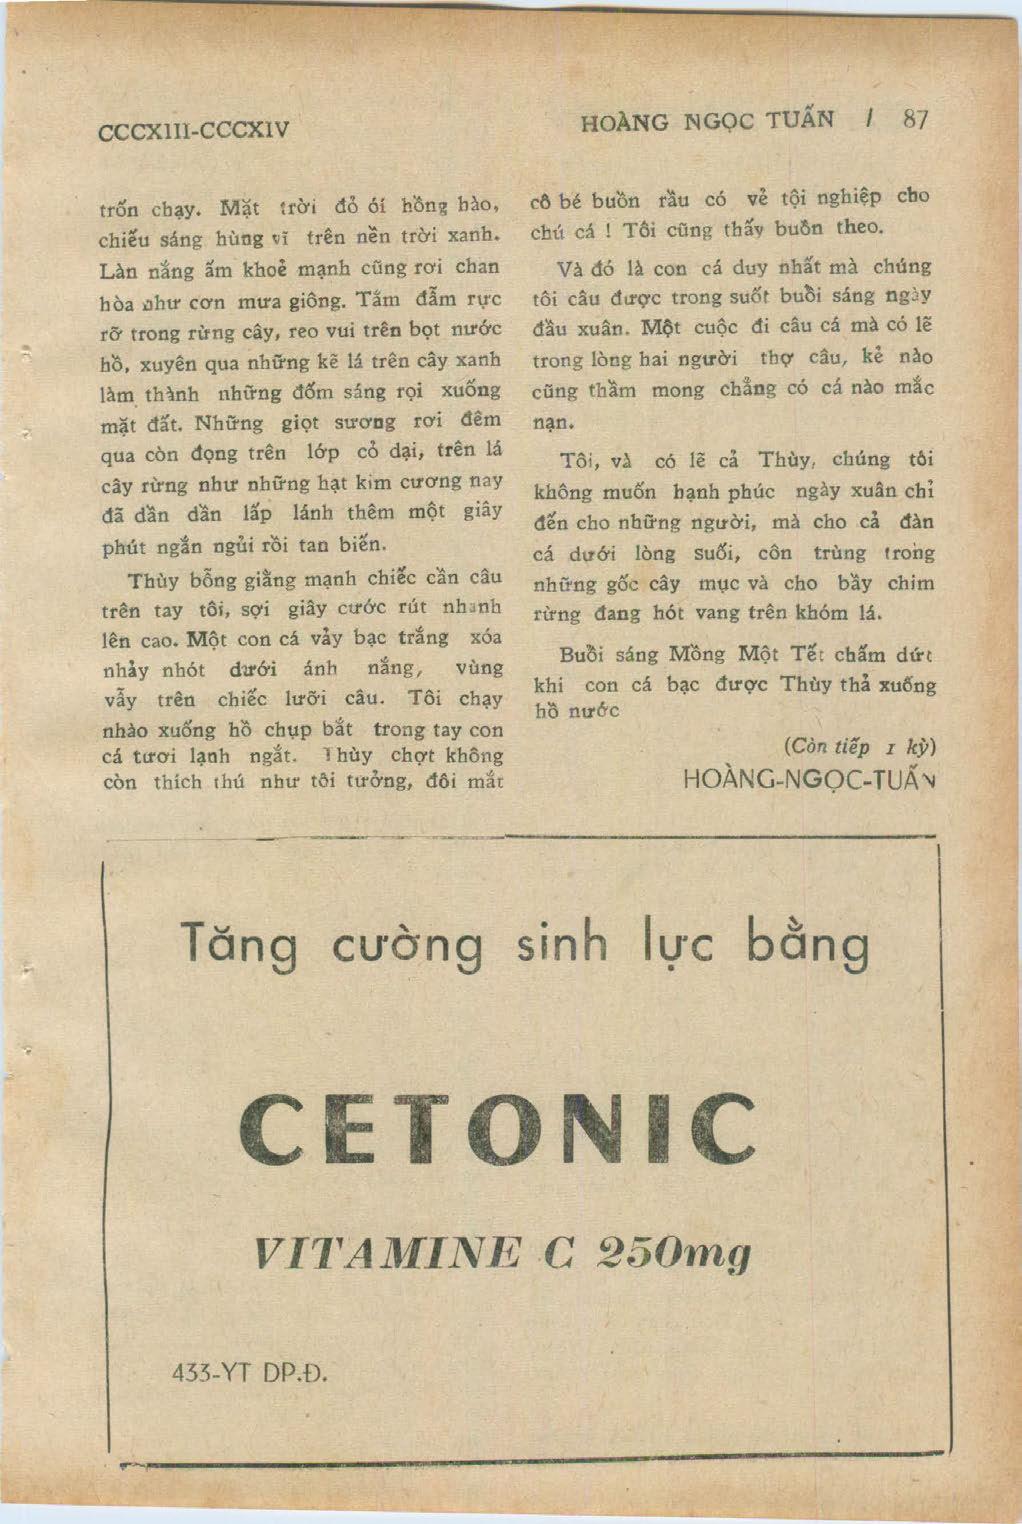 CCCXIII-CCCXIV
HOÀNG NGỌC TUẤN / 87
trốn chạy. Mặt trời đỏ ối hồng hào,
chiếu sáng hùng vĩ trên nền trời xanh.
Làn nắng ấm khoẻ mạnh cũng rơi chan
hòa như cơn mưa giông. Tắm đẫm rực
rỡ trong rừng cây, reo vui trên bọt nước
hồ, xuyên qua những kẽ lá trên cây xanh
làm thành những đốm sáng rọi xuống
mặt đất. Những giọt sương rơi đêm
qua còn đọng trên lớp cỏ dại, trên lá
cây rừng như những hạt kim cương nay
đã dần dần lấp lánh thêm một giây
phút ngắn ngủi rồi tan biến.
Thùy bỗng giằng mạnh chiếc cần câu
trên tay tôi, sợi giây cước rút nhanh
lên cao. Một con cá vảy bạc trắng xóa
nhảy nhót dưới ánh nắng, vùng
vẫy trên chiếc lưỡi câu. Tôi chạy
nhào xuống hồ chụp bắt trong tay con
cá tươi lạnh ngắt. Thùy chợt không
còn thích thú như tôi tưởng, đôi mắt
cô bé buồn rầu có vẻ tội nghiệp cho
chú cá ! Tôi cũng thấy buồn theo.
Và đó là con cá duy nhất mà chúng
tôi câu được trong suốt buổi sáng ngày
đầu xuân. Một cuộc đi câu cá mà có lẽ
trong lòng hai người thợ câu, kẻ nào
cũng thầm mong chẳng có cá nào mắc
nạn.
Tôi, và có lẽ cả Thùy, chúng tôi
không muốn hạnh phúc ngày xuân chỉ
đến cho những người, mà cho cả đàn
cá dưới lòng suối, côn trùng trong
những gốc cây mục và cho bầy chim
rừng đang hót vang trên khóm lá.
Buổi sáng Mồng Một Tết chấm dứt
khi con cá bạc được Thùy thả xuống
hồ nước
(Còn tiếp 1 kỳ)
HOÀNG-NGỌC-TUẤN
Tăng cường sinh lực bằng
CETONIC
VITAMINE C 250mg
433-YT DP.Đ.